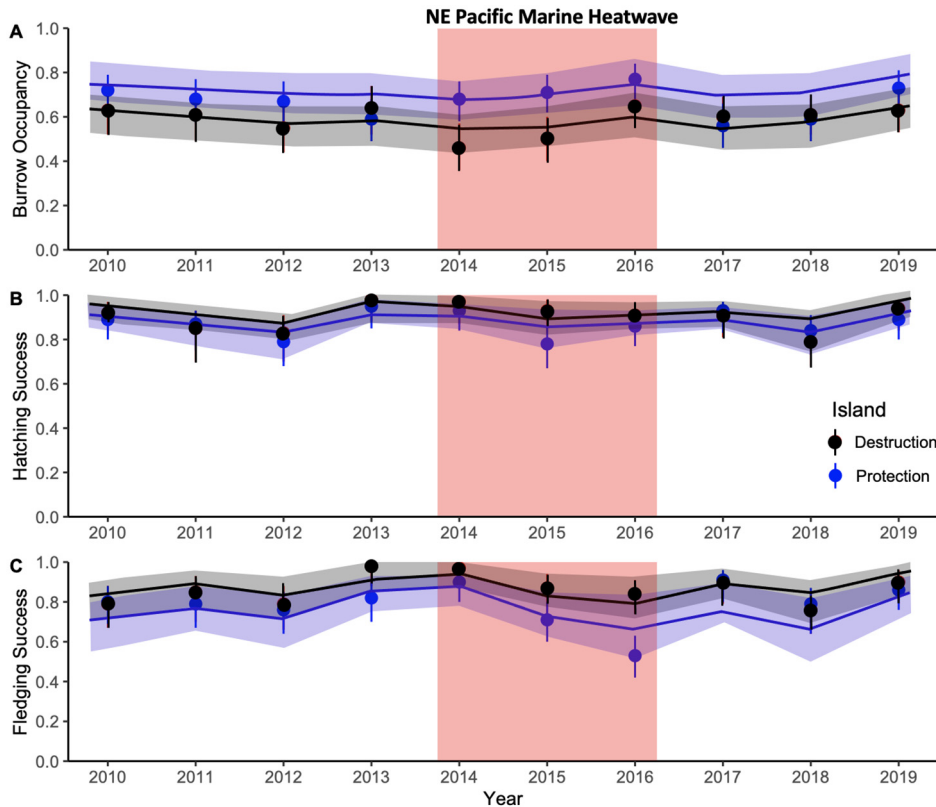 NE Pacific Marine Heatwave
A
Burrow Occupancy
1.0
0.8
0.6
0.4
0.2
0.0
2010 2011 2012 2013 2014 2015 2016 2017 2018 2019
B
Hatching Success
1.0
0.8
0.6
0.4
0.2
0.0
Island
Destruction
Protection
2010 2011 2012 2013 2014 2015 2016 2017 2018 2019
C
Fledging Success
1.0
0.8
0.6
0.4
0.2
0.0
2010 2011 2012 2013 2014 2015 2016 2017 2018 2019
Year